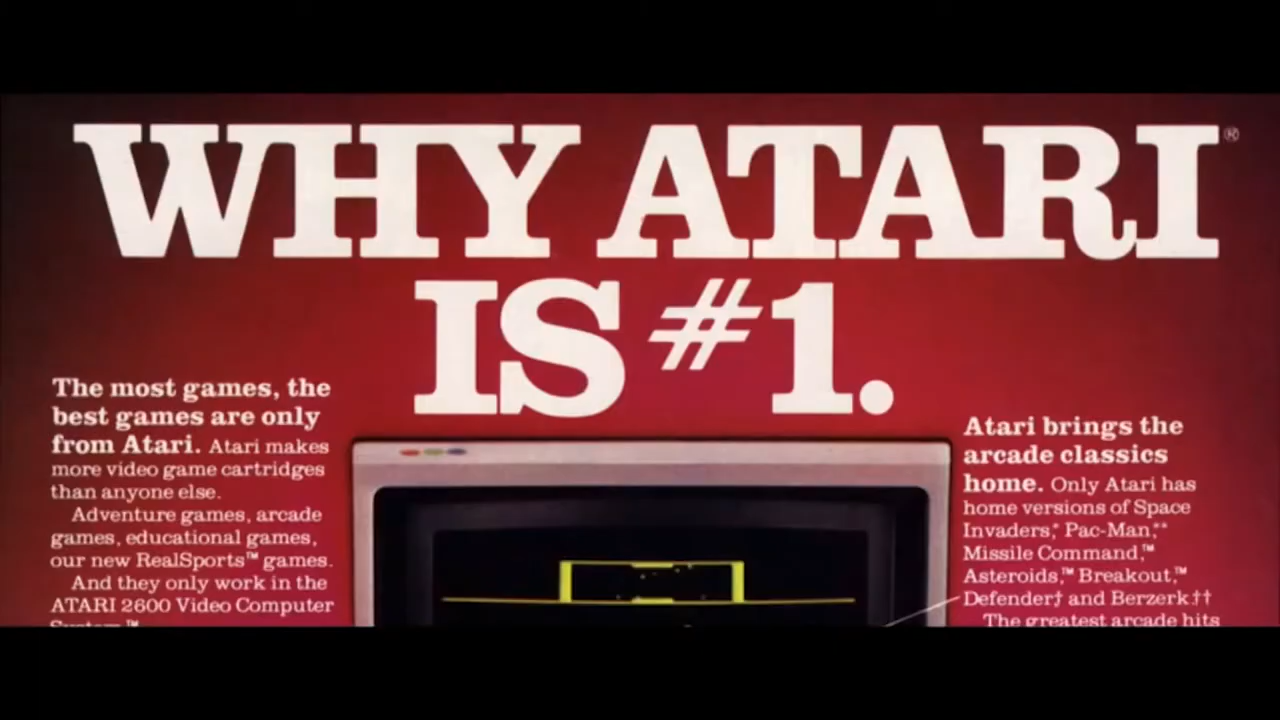 WHY ATARI®
IS #1.
The most games, the
best games are only
from Atari. Atari makes
more video game cartridges
than anyone else.
Adventure games, arcade
games, educational games,
our new RealSports™ games.
And they only work in the
ATARI 2600 Video Computer
System.™
Atari brings the
arcade classics
home. Only Atari has
home versions of Space
Invaders,* Pac-Man,**
Missile Command,™
Asteroids,™ Breakout,™
Defender† and Berzerk.††
The greatest arcade hits